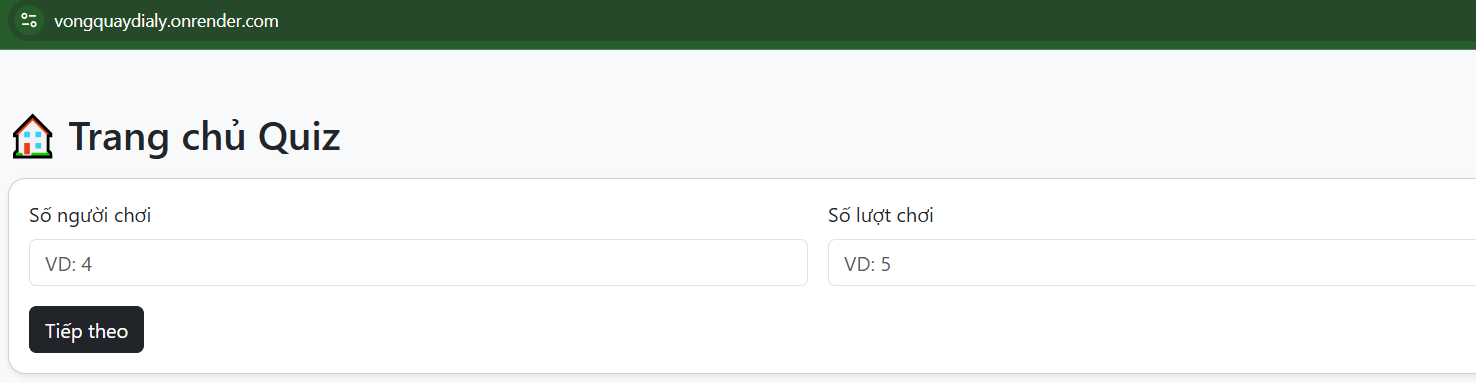 vongquaydialy.onrender.com
Trang chủ Quiz
Số người chơi
Số lượt chơi
VD: 4
VD: 5
Tiếp theo